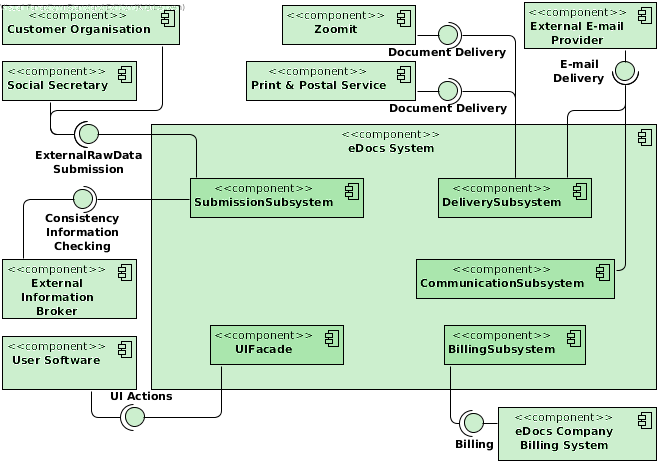 <<component>>
Customer Organisation
<<component>>
Zoomit
<<component>>
External E-mail
Provider
Document Delivery
<<component>>
Social Secretary
<<component>>
Print & Postal Service
E-mail
Delivery
Document Delivery
<<component>>
eDocs System
ExternalRawData
Submission
<<component>>
SubmissionSubsystem
<<component>>
DeliverySubsystem
Consistency
Information
Checking
<<component>>
External
Information
Broker
<<component>>
CommunicationSubsystem
<<component>>
User Software
<<component>>
UIFacade
<<component>>
BillingSubsystem
UI Actions
Billing
<<component>>
eDocs Company
Billing System